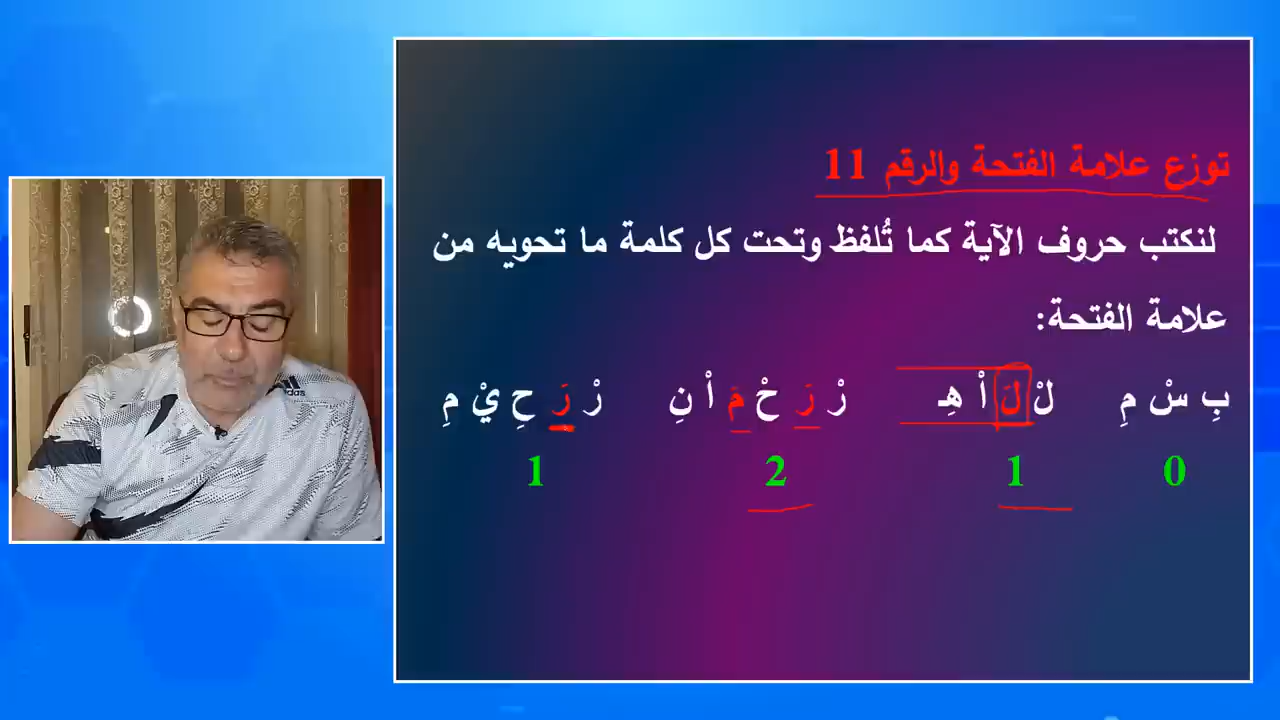 توزع علامة الفتحة والرقم 11
لنكتب حروف الآية كما تُلفظ وتحت كل كلمة ما تحويه من
علامة الفتحة:
بِ سْ مِ لْ لَ اْ هِـ رْ رَ حْ مَ اْ نِ رْ رَ حِ يْ مِ
0 1 2 1
adidas